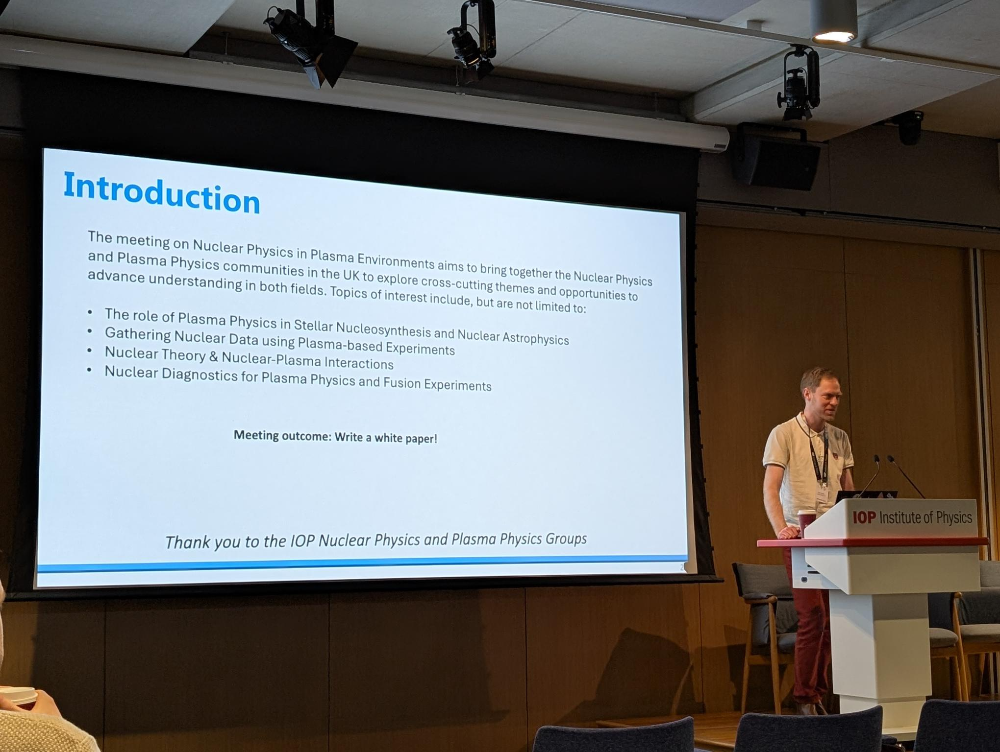 Introduction
The meeting on Nuclear Physics in Plasma Environments aims to bring together the Nuclear Physics
and Plasma Physics communities in the UK to explore cross-cutting themes and opportunities to
advance understanding in both fields. Topics of interest include, but are not limited to:
• The role of Plasma Physics in Stellar Nucleosynthesis and Nuclear Astrophysics
• Gathering Nuclear Data using Plasma-based Experiments
• Nuclear Theory & Nuclear-Plasma Interactions
• Nuclear Diagnostics for Plasma Physics and Fusion Experiments
Meeting outcome: Write a white paper!
Thank you to the IOP Nuclear Physics and Plasma Physics Groups
2
IOP Institute of Physics